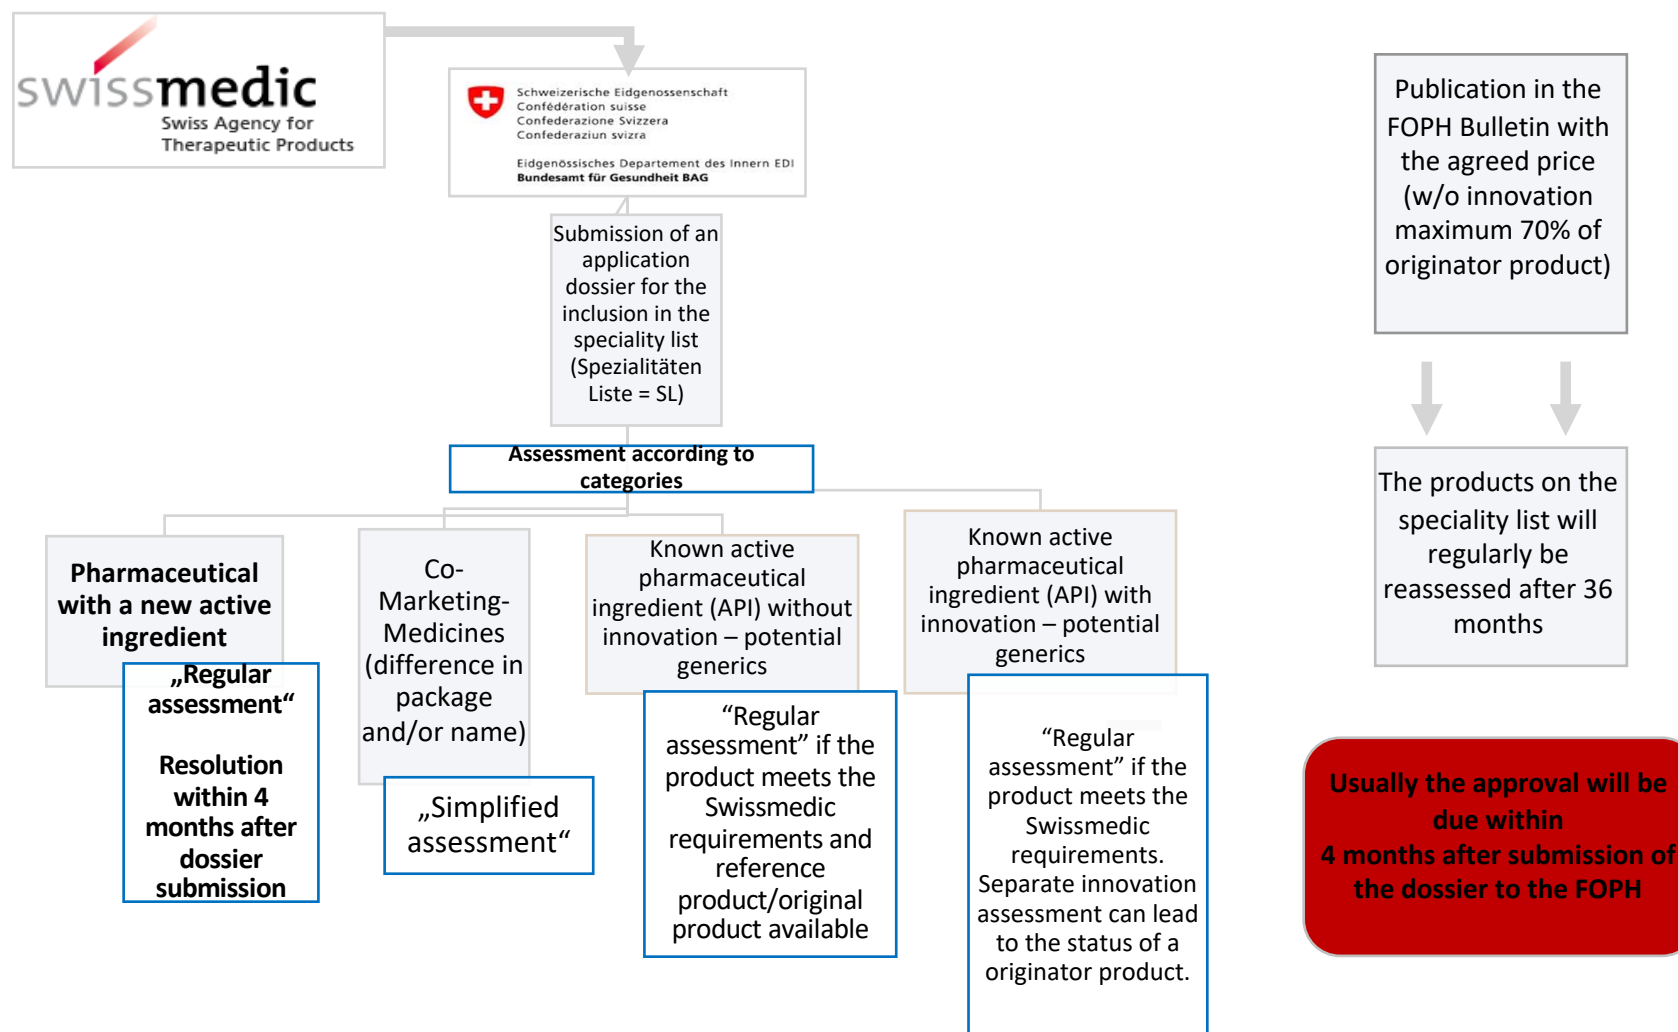 swissmedic
Swiss Agency for
Therapeutic Products
Schweizerische Eidgenossenschaft
Confédération suisse
Confederazione Svizzera
Confederaziun svizra
Eidgenössisches Departement des Innern EDI
Bundesamt für Gesundheit BAG
Submission of an
application
dossier for the
inclusion in the
speciality list
(Spezialitäten
Liste = SL)
Assessment according to
categories
Pharmaceutical
with a new active
ingredient
„Regular
assessment“
Resolution
within 4
months after
dossier
submission
Co-
Marketing-
Medicines
(difference in
package
and/or name)
„Simplified
assessment“
Known active
pharmaceutical
ingredient (API) without
innovation – potential
generics
“Regular
assessment” if the
product meets the
Swissmedic
requirements and
reference
product/original
product available
Known active
pharmaceutical
ingredient (API) with
innovation – potential
generics
“Regular
assessment” if the
product meets the
Swissmedic
requirements.
Separate innovation
assessment can lead
to the status of a
originator product.
Publication in the
FOPH Bulletin with
the agreed price
(w/o innovation
maximum 70% of
originator product)
The products on the
speciality list will
regularly be
reassessed after 36
months
Usually the approval will be
due within
4 months after submission of
the dossier to the FOPH